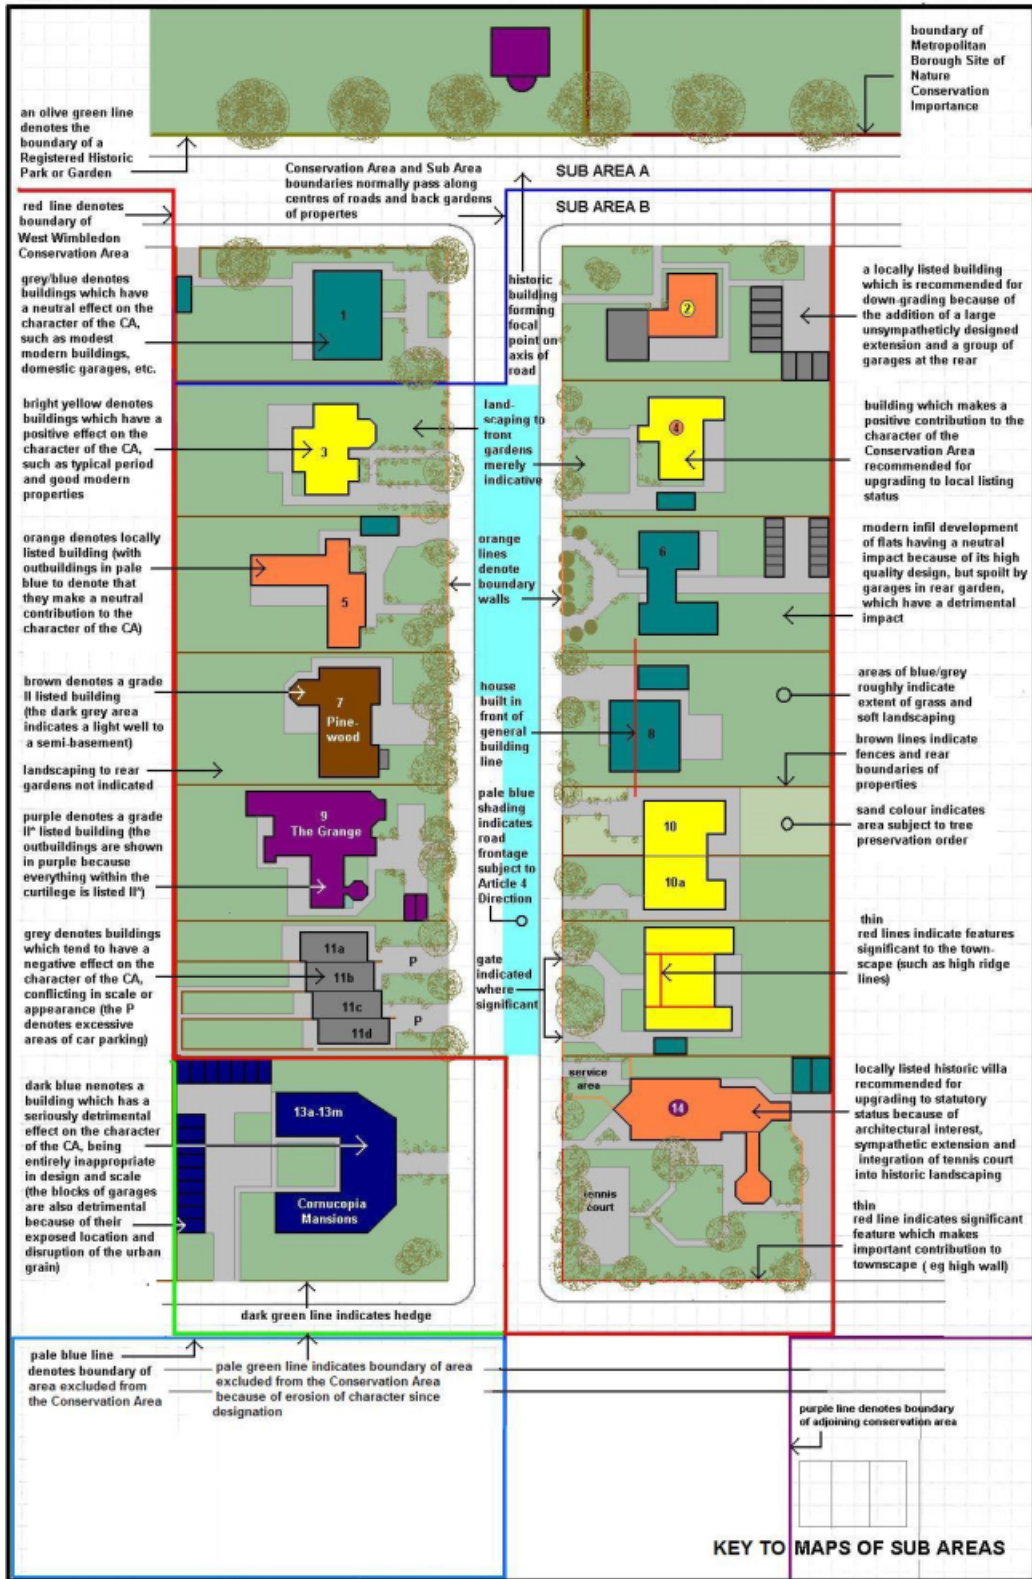 boundary of
Metropolitan
Borough Site of
Nature
Conservation
Importance
an olive green line
denotes the
boundary of a
Registered Historic
Park or Garden
Conservation Area and Sub Area
boundaries normally pass along
centres of roads and back gardens
of propertes
SUB AREA A
SUB AREA B
red line denotes
boundary of
West Wimbledon
Conservation Area
grey/blue denotes
buildings which have
a neutral effect on the
character of the CA,
such as modest
modern buildings,
domestic garages, etc.
1
historic
building
forming
focal
point on
axis of
road
2
a locally listed building
which is recommended for
down-grading because of
the addition of a large
unsympatheticly designed
extension and a group of
garages at the rear
bright yellow denotes
buildings which have a
positive effect on the
character of the CA,
such as typical period
and good modern
properties
3
land-
scaping to
front
gardens
merely
indicative
4
building which makes a
positive contribution to the
character of the
Conservation Area
recommended for
upgrading to local listing
status
orange denotes locally
listed building (with
outbuildings in pale
blue to denote that
they make a neutral
contribution to the
character of the CA)
5
orange
lines
denote
boundary
walls
6
modern infil development
of flats having a neutral
impact because of its high
quality design, but spoilt by
garages in rear garden,
which have a detrimental
impact
brown denotes a grade
II listed building
(the dark grey area
indicates a light well to
a semi-basement)
7
Pine-
wood
house
built in
front of
general
building
line
8
areas of blue/grey
roughly indicate
extent of grass and
soft landscaping
landscaping to rear
gardens not indicated
brown lines indicate
fences and rear
boundaries of
properties
purple denotes a grade
II* listed building (the
outbuildings are shown
in purple because
everything within the
curtilege is listed II*)
9
The Grange
pale blue
shading
indicates
road
frontage
subject to
Article 4
Direction
10
10a
sand colour indicates
area subject to tree
preservation order
grey denotes buildings
which tend to have a
negative effect on the
character of the CA,
conflicting in scale or
appearance (the P
denotes excessive
areas of car parking)
11a
11b
11c
11d
P
P
gate
indicated
where
significant
thin
red lines indicate features
significant to the town-
scape (such as high ridge
lines)
dark blue nenotes a
building which has a
seriously detrimental
effect on the character
of the CA, being
entirely inappropriate
in design and scale
(the blocks of garages
are also detrimental
because of their
exposed location and
disruption of the urban
grain)
13a-13m
Cornucopia
Mansions
service
area
14
tennis
court
locally listed historic villa
recommended for
upgrading to statutory
status because of
architectural interest,
sympathetic extension and
integration of tennis court
into historic landscaping
thin
red line indicates significant
feature which makes
important contribution to
townscape ( eg high wall)
dark green line indicates hedge
pale blue line
denotes boundary of
area excluded from
the Conservation Area
pale green line indicates boundary of area
excluded from the Conservation Area
because of erosion of character since
designation
purple line denotes boundary
of adjoining conservation area
KEY TO MAPS OF SUB AREAS